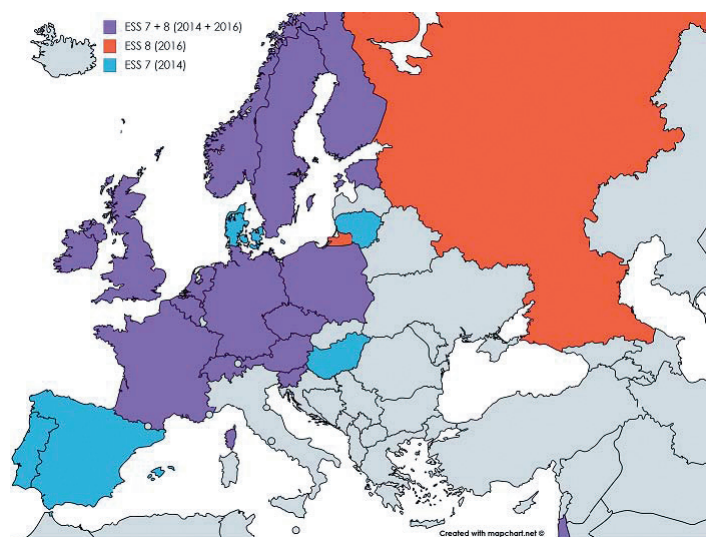 ESS 7 + 8 (2014 + 2016)
ESS 8 (2016)
ESS 7 (2014)
Created with mapchart.net ©